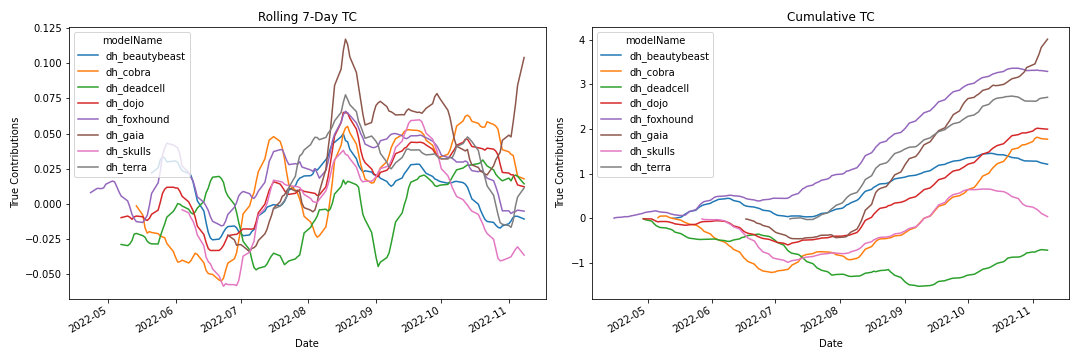 Rolling 7-Day TC
0.125
0.100
0.075
0.050
0.025
0.000
−0.025
−0.050
True Contributions
modelName
dh_beautybeast
dh_cobra
dh_deadcell
dh_dojo
dh_foxhound
dh_gaia
dh_skulls
dh_terra
2022-05
2022-06
2022-07
2022-08
2022-09
2022-10
2022-11
Date
Cumulative TC
4
3
2
1
0
−1
True Contributions
modelName
dh_beautybeast
dh_cobra
dh_deadcell
dh_dojo
dh_foxhound
dh_gaia
dh_skulls
dh_terra
2022-05
2022-06
2022-07
2022-08
2022-09
2022-10
2022-11
Date